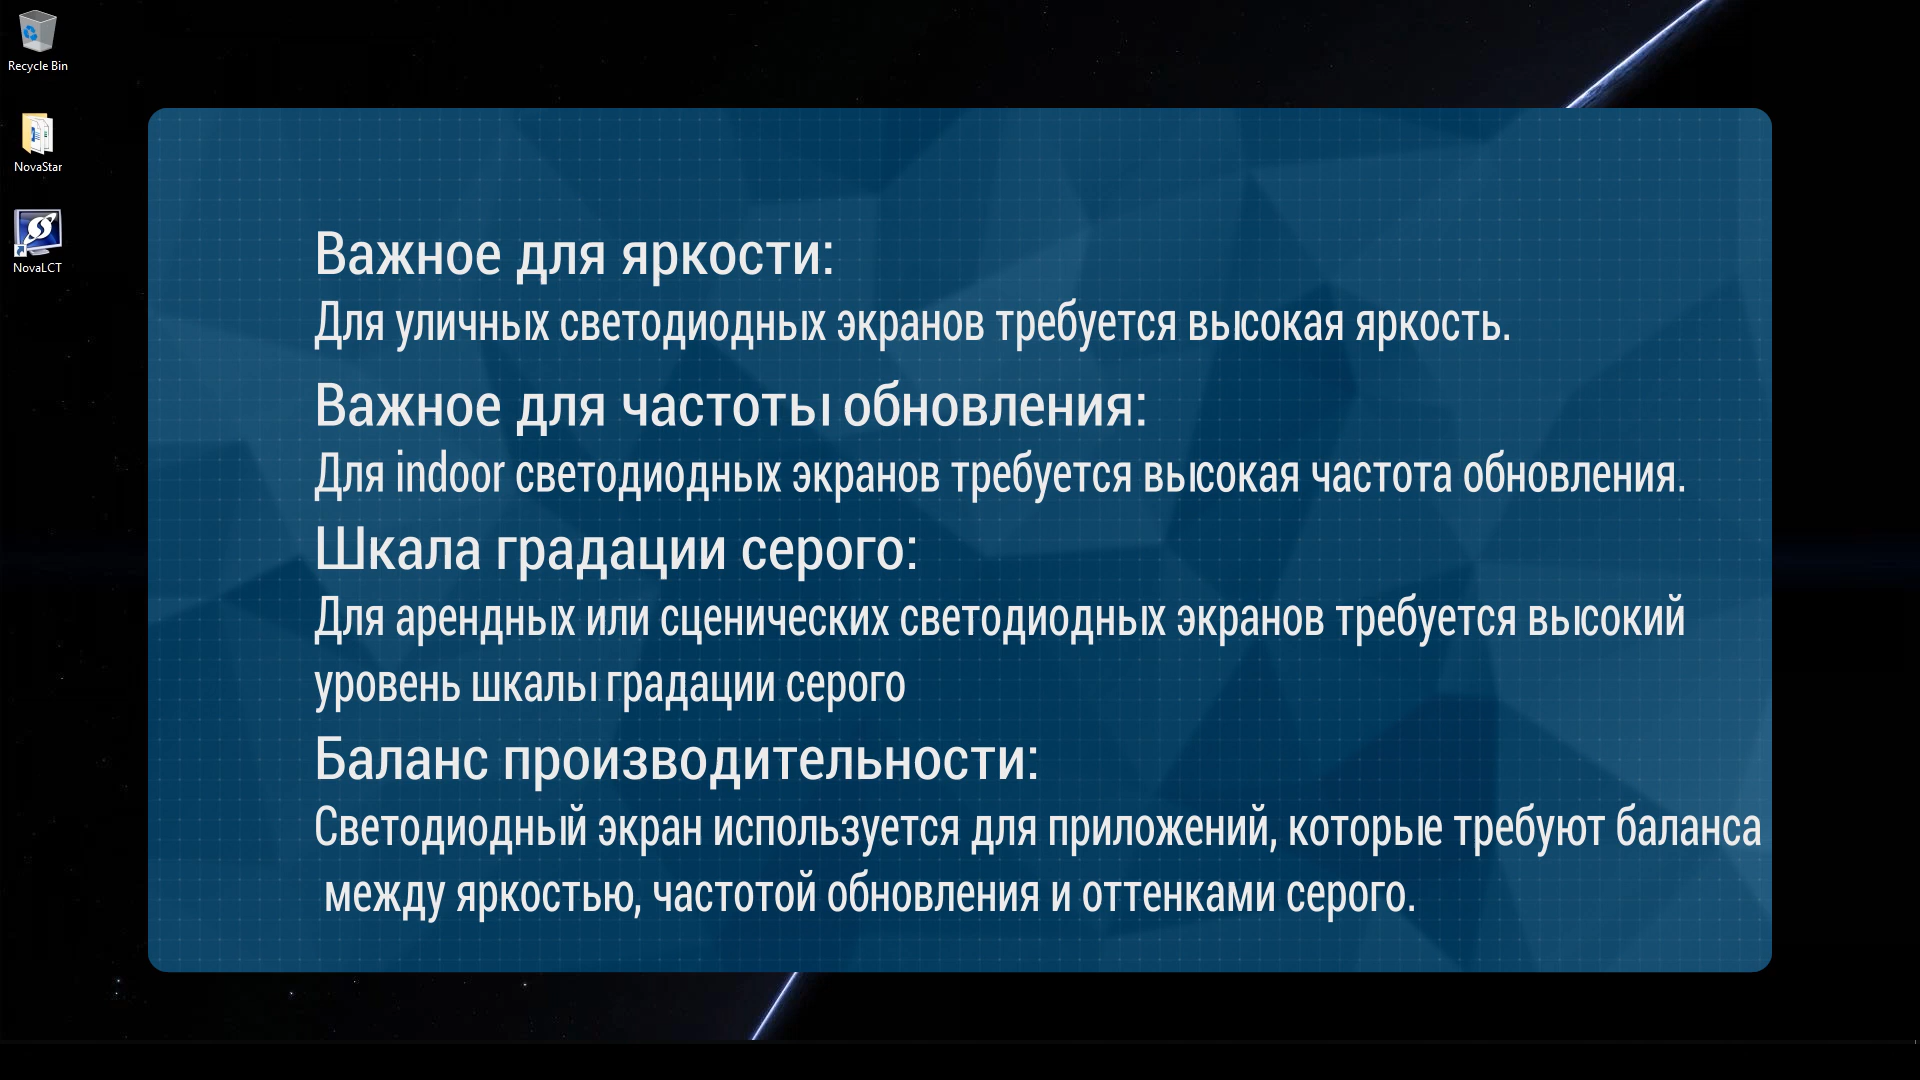 Recycle Bin
NovaStar
NovaLCT
Важное для яркости:
Для уличных светодиодных экранов требуется высокая яркость.
Важное для частоты обновления:
Для indoor светодиодных экранов требуется высокая частота обновления.
Шкала градации серого:
Для арендных или сценических светодиодных экранов требуется высокий
уровень шкалы градации серого
Баланс производительности:
Светодиодный экран используется для приложений, которые требуют баланса
между яркостью, частотой обновления и оттенками серого.